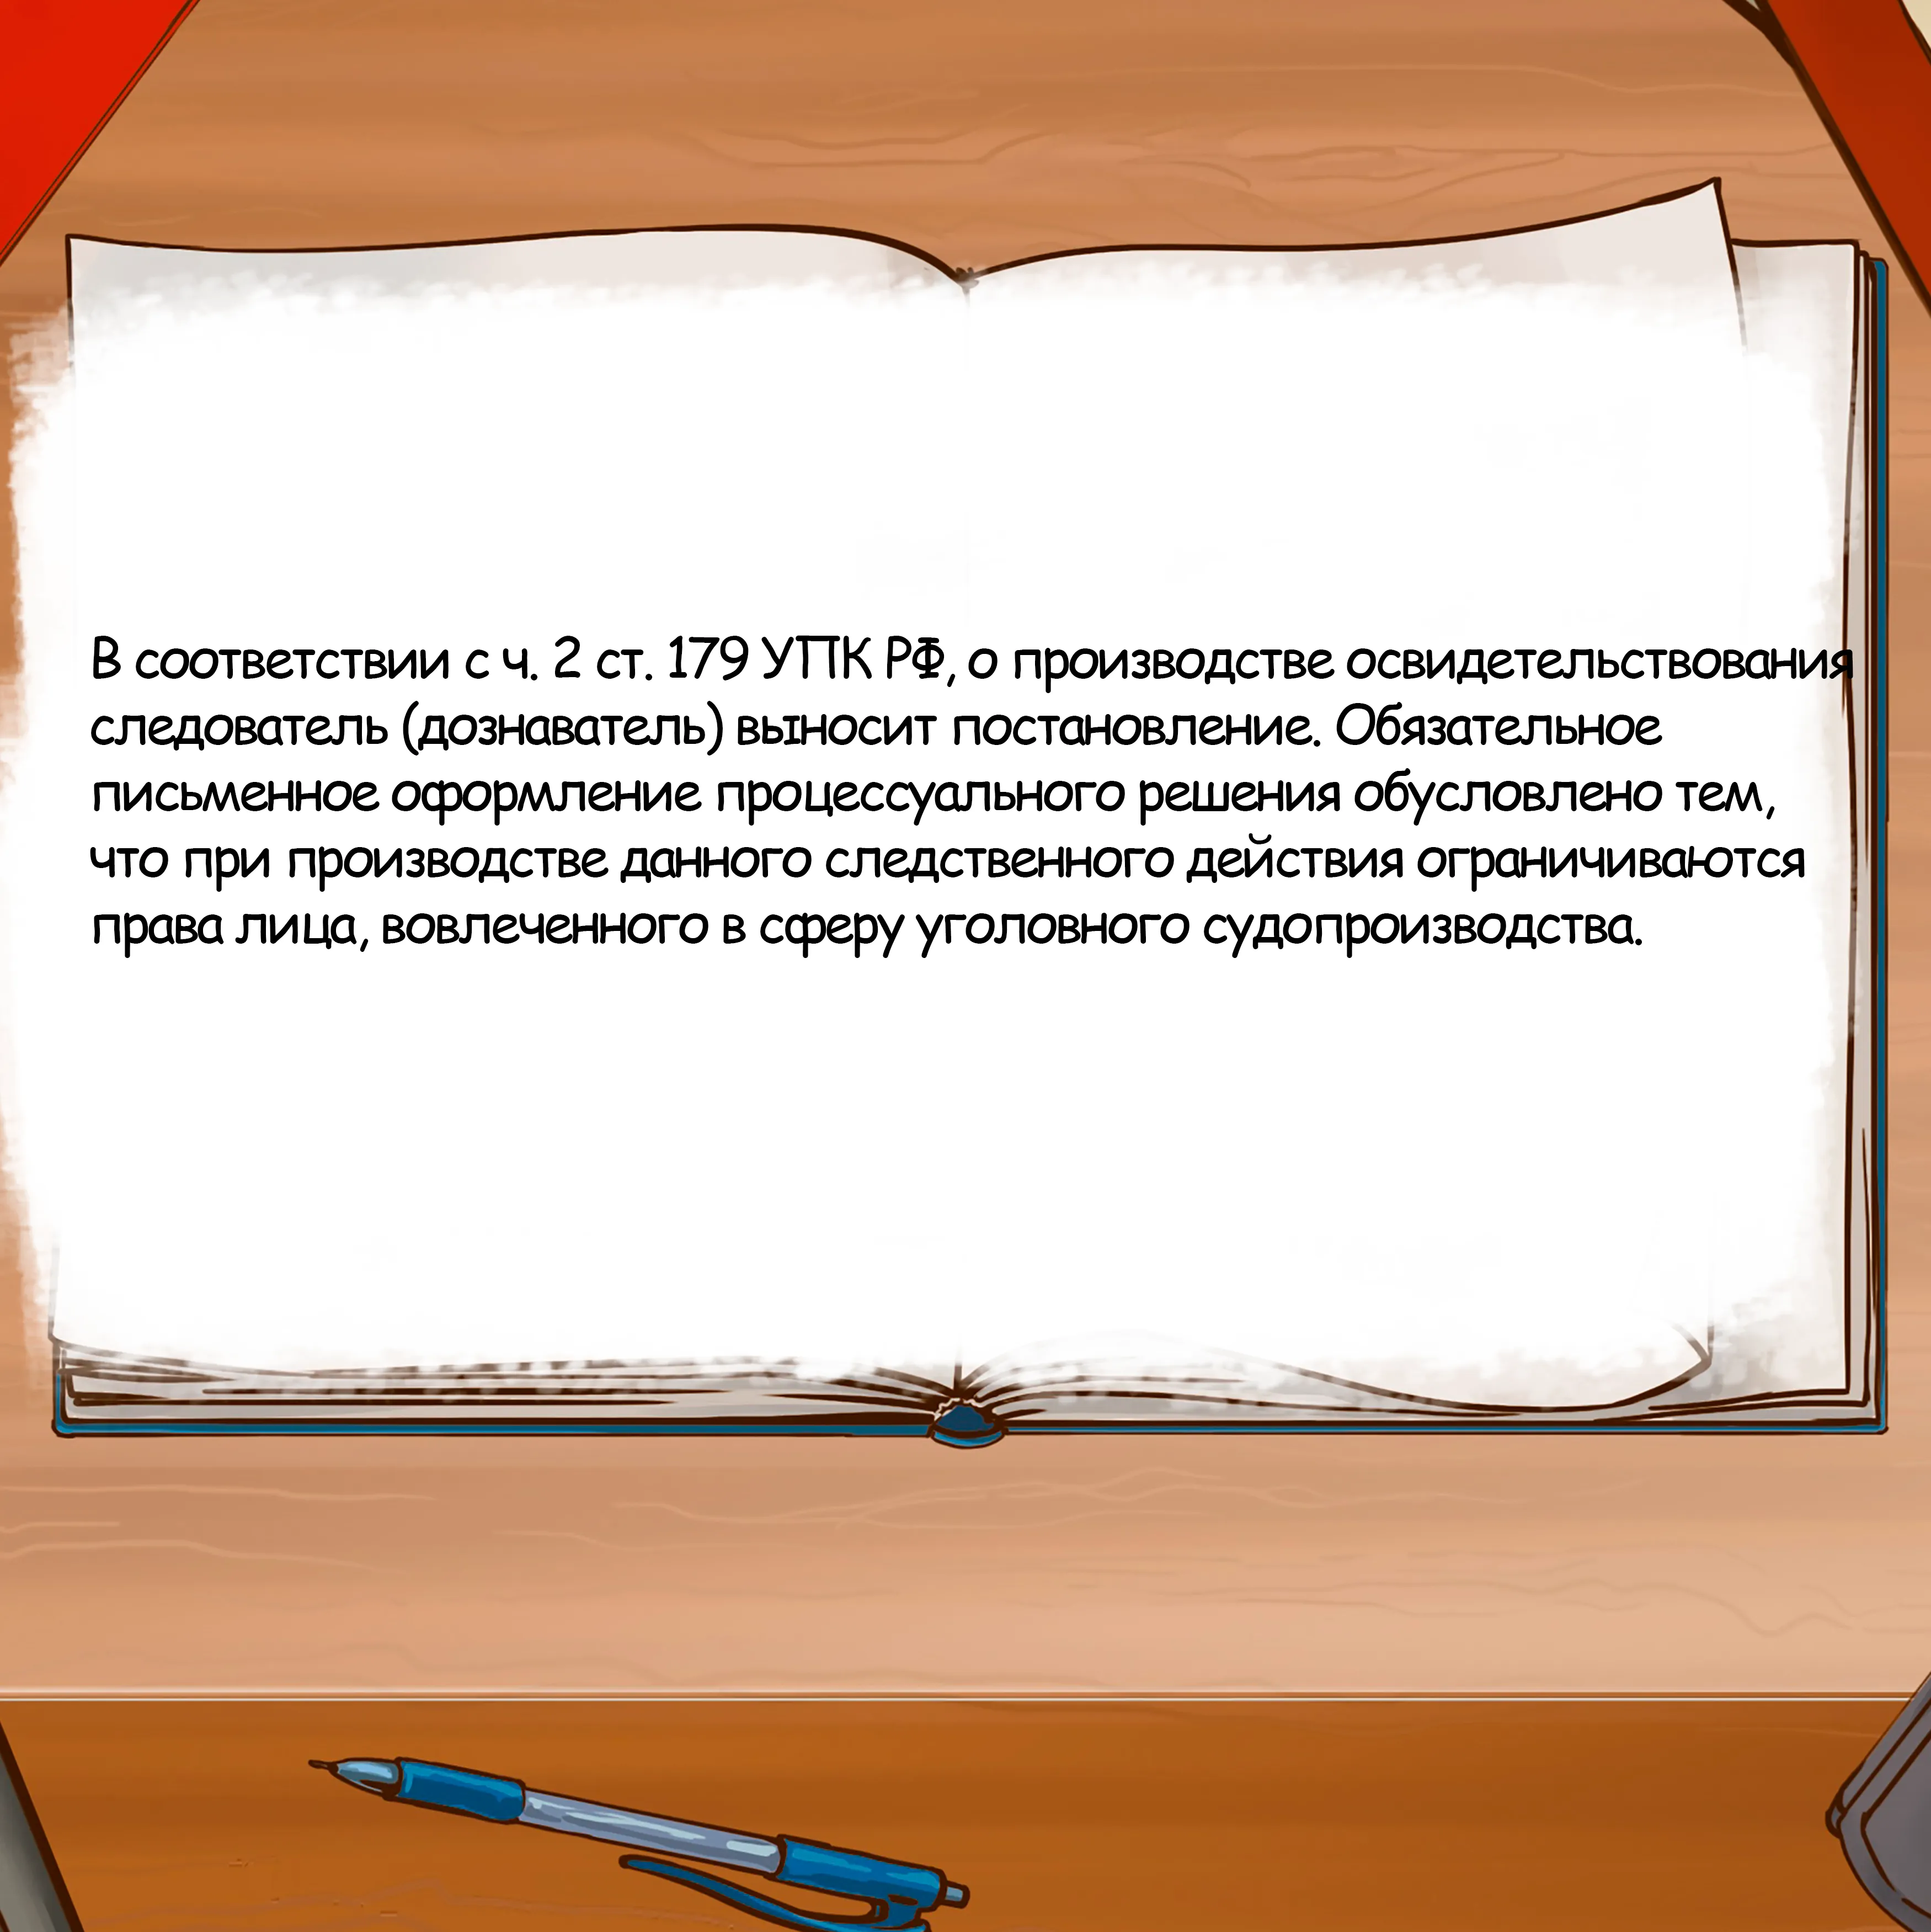 В соответствии с ч. 2 ст. 179 УПК РФ, о производстве освидетельствования
следователь (дознаватель) выносит постановление. Обязательное
письменное оформление процессуального решения обусловлено тем,
что при производстве данного следственного действия ограничиваются
права лица, вовлеченного в сферу уголовного судопроизводства.